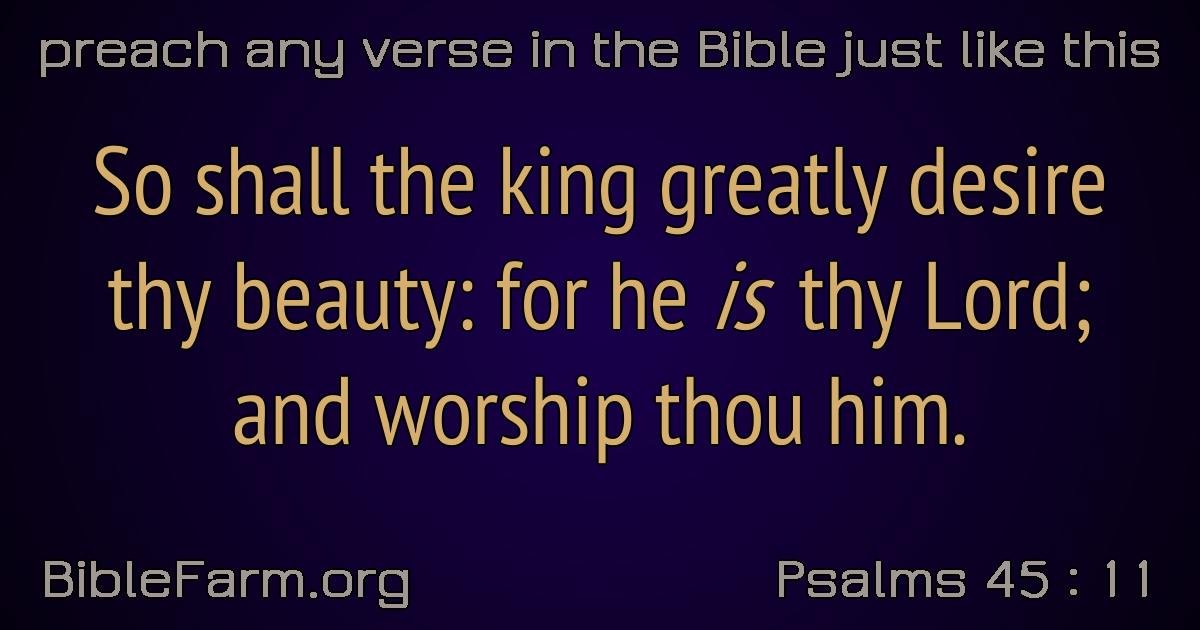 preach any verse in the Bible just like this
So shall the king greatly desire
thy beauty: for he is thy Lord;
and worship thou him.
BibleFarm.org
Psalms 45 : 11